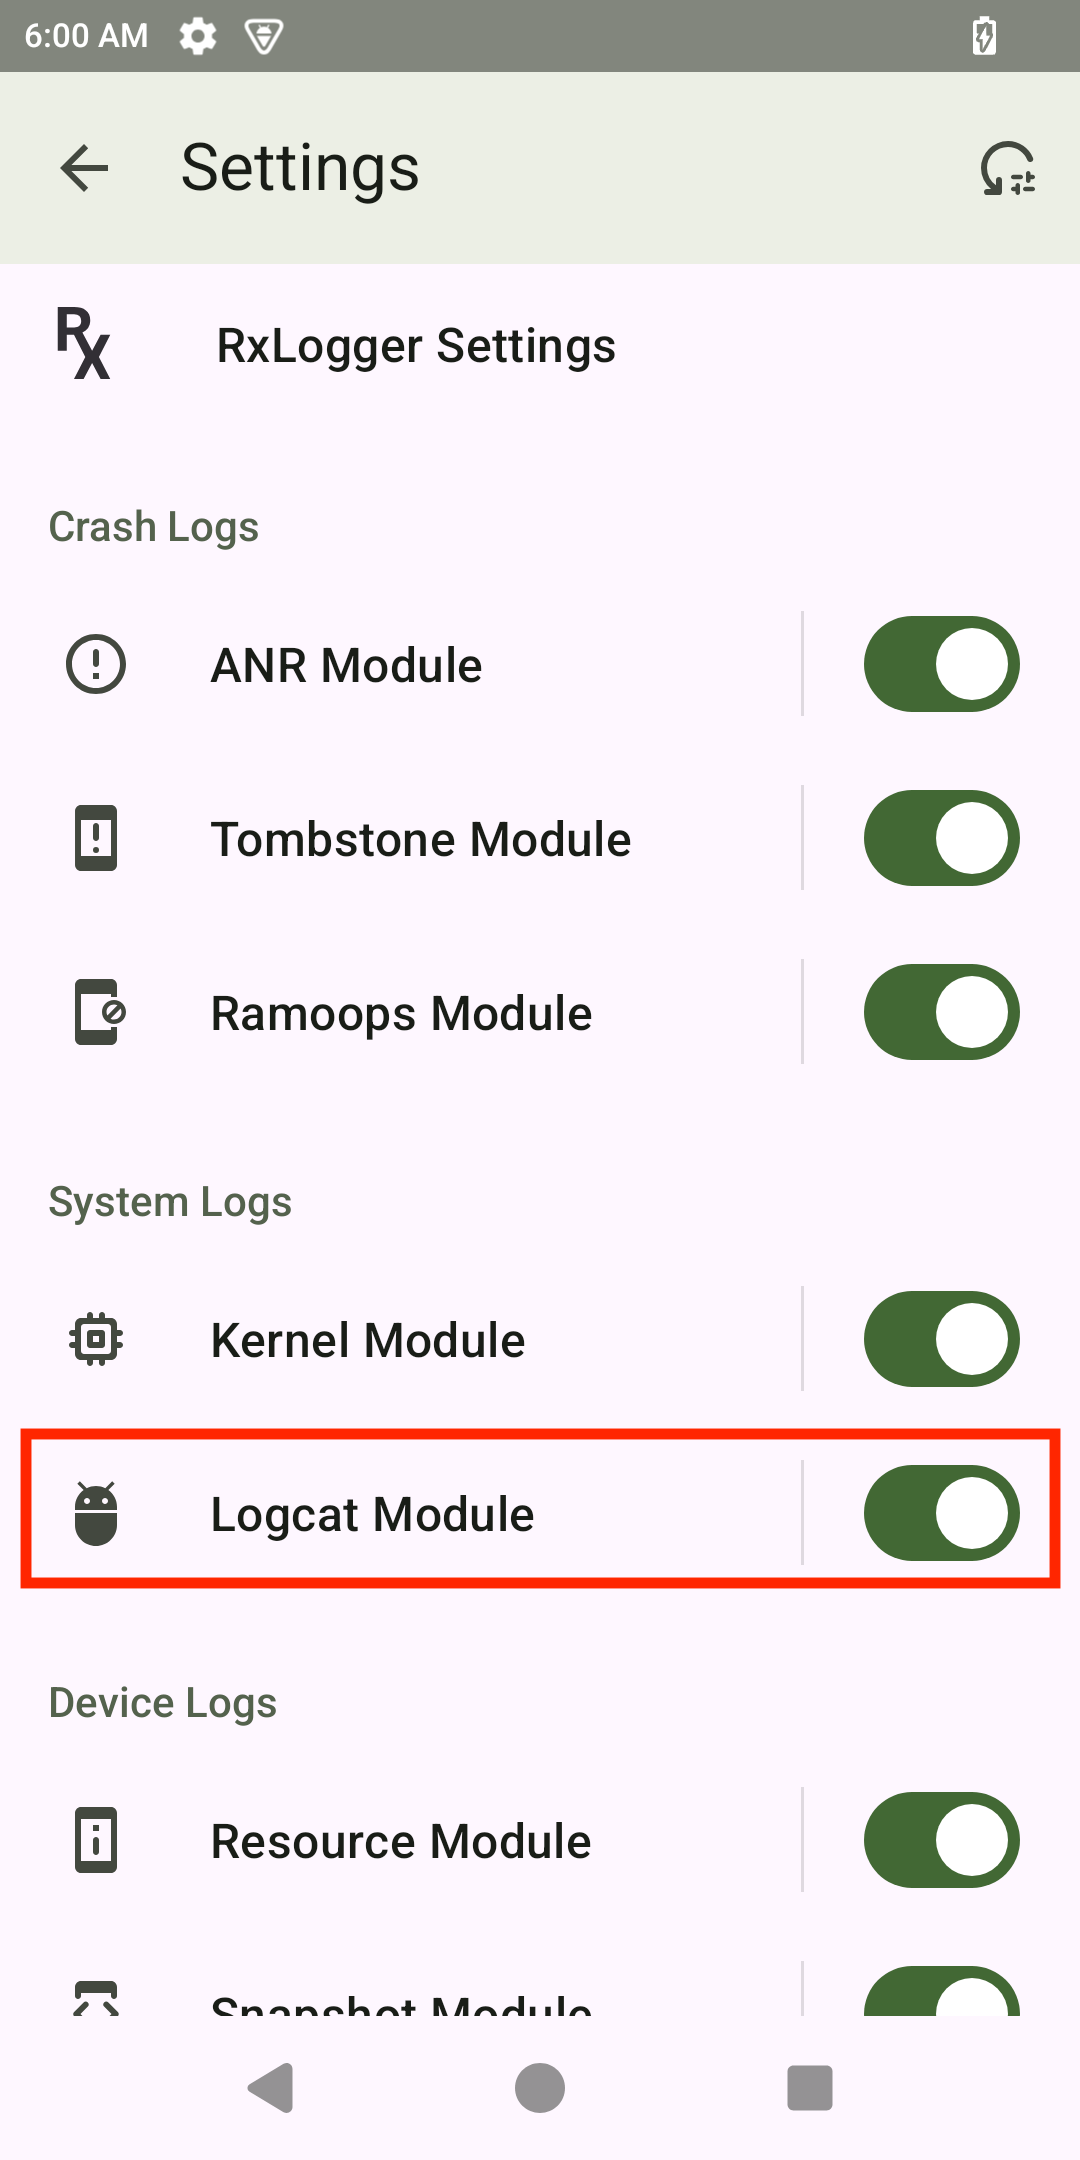 6:00 AM
Settings
Rx
RxLogger Settings
Crash Logs
ANR Module
Tombstone Module
Ramoops Module
System Logs
Kernel Module
Logcat Module
Device Logs
Resource Module
Snapshot Module